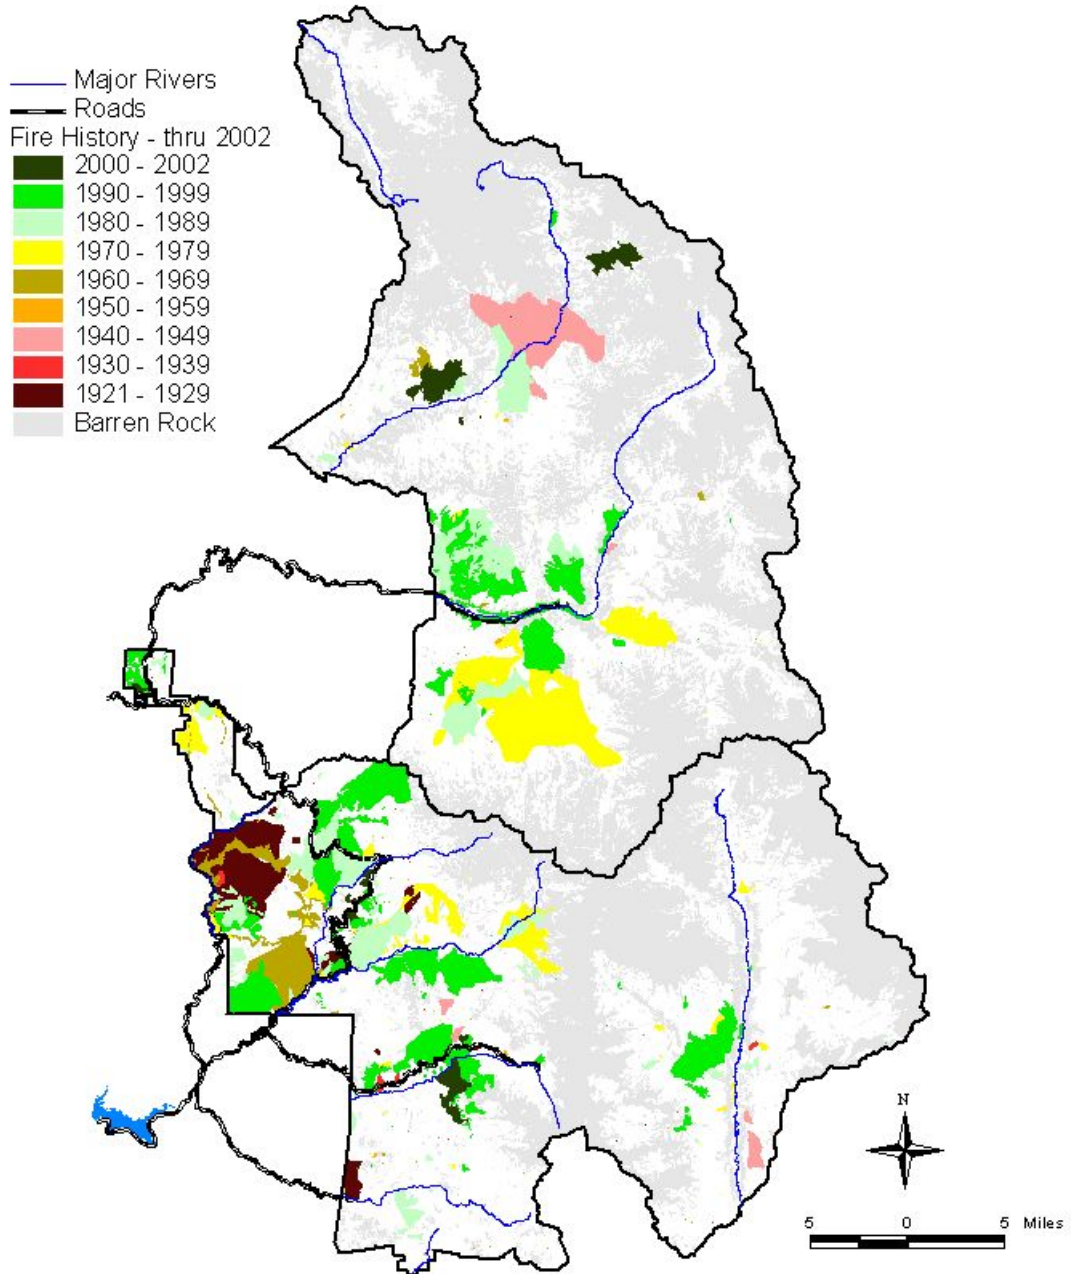 Major Rivers
Roads
Fire History - thru 2002
2000 - 2002
1990 - 1999
1980 - 1989
1970 - 1979
1960 - 1969
1950 - 1959
1940 - 1949
1930 - 1939
1921 - 1929
Barren Rock
N
5 0 5 Miles